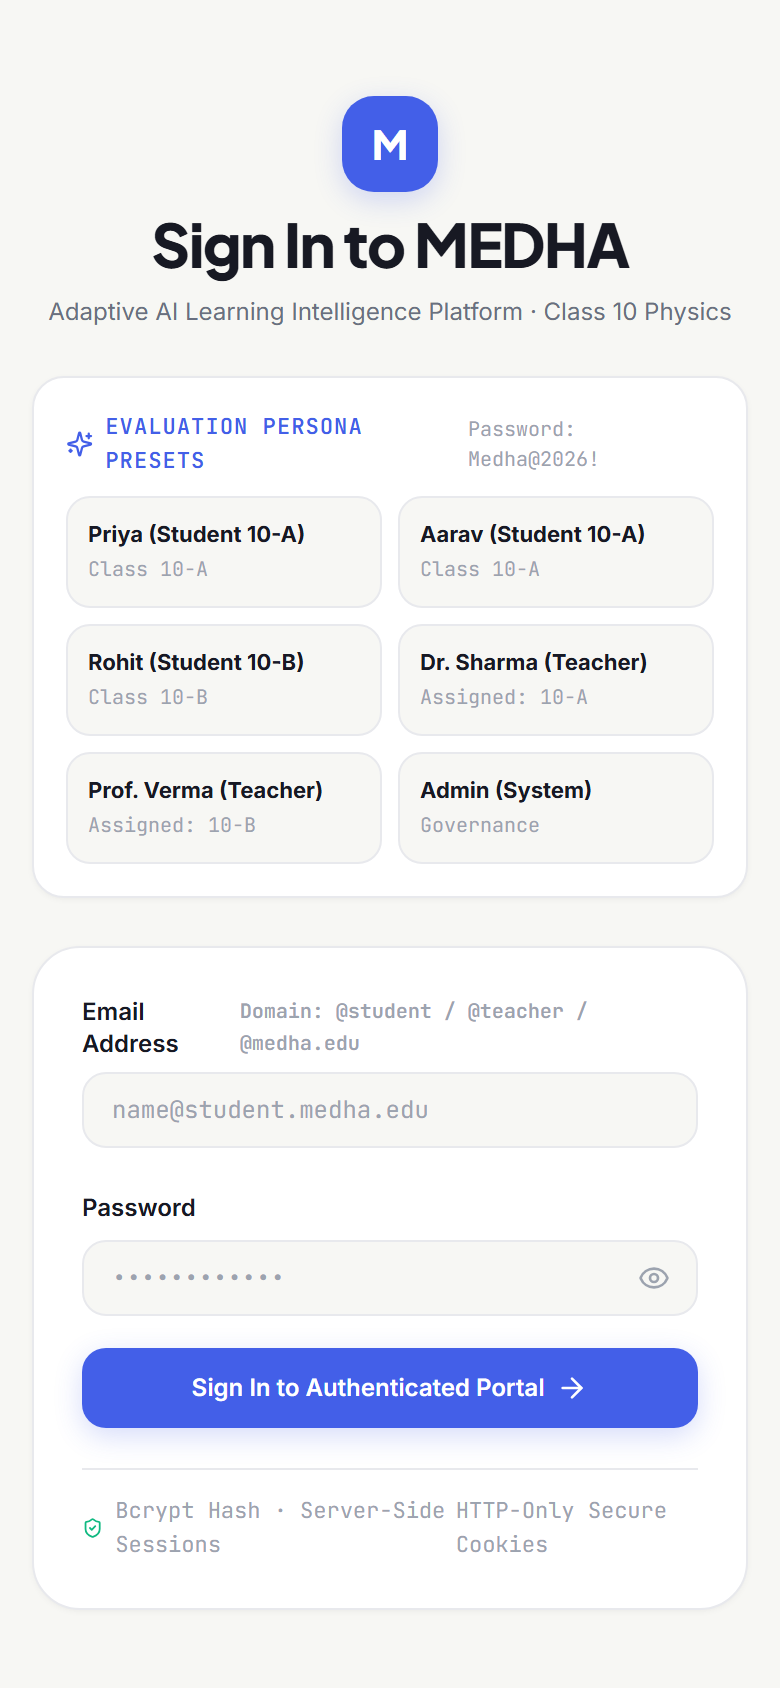 M
Sign In to MEDHA
Adaptive AI Learning Intelligence Platform · Class 10 Physics
EVALUATION PERSONA
PRESETS
Password:
Medha@2026!
Priya (Student 10-A)
Class 10-A
Aarav (Student 10-A)
Class 10-A
Rohit (Student 10-B)
Class 10-B
Dr. Sharma (Teacher)
Assigned: 10-A
Prof. Verma (Teacher)
Assigned: 10-B
Admin (System)
Governance
Email
Address
Domain: @student / @teacher /
@medha.edu
name@student.medha.edu
Password
••••••••••••
Sign In to Authenticated Portal →
Bcrypt Hash · Server-Side
Sessions
HTTP-Only Secure
Cookies